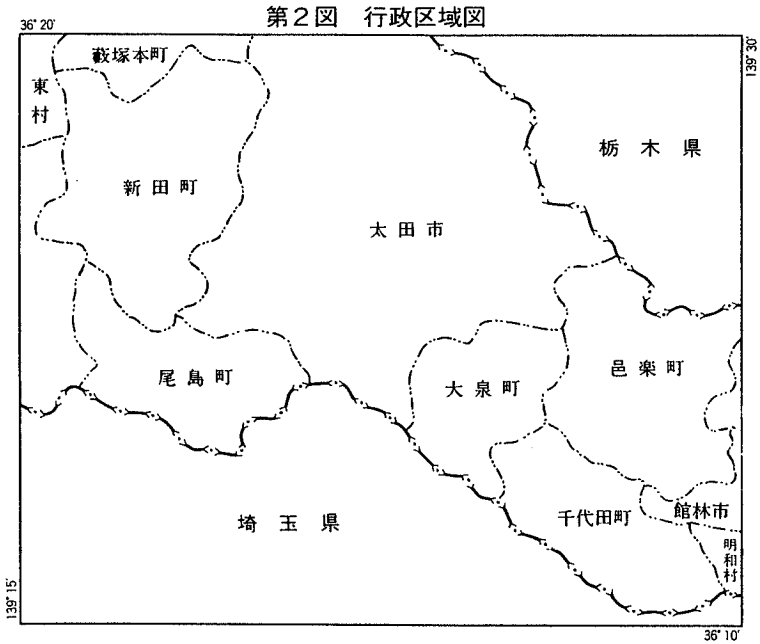 第2図　行政区域図
36°20′
139°30′
藪塚本町
東村
栃木県
新田町
太田市
尾島町
大泉町
邑楽町
埼玉県
千代田町
館林市
明和村
139°15′
36°10′